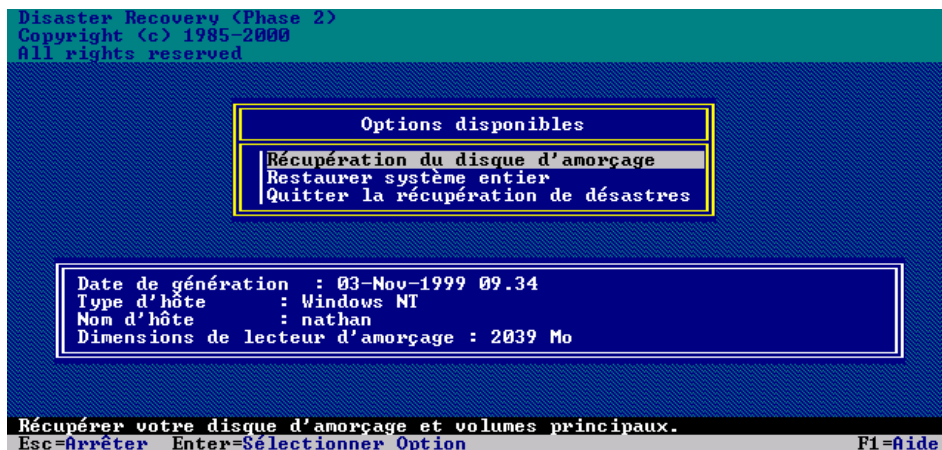 Disaster Recovery (Phase 2)
Copyright (c) 1985-2000
All rights reserved
Options disponibles
Récupération du disque d'amorçage
Restaurer système entier
Quitter la récupération de désastres
Date de génération : 03-Nov-1999 09.34
Type d'hôte : Windows NT
Nom d'hôte : nathan
Dimensions de lecteur d'amorçage : 2039 Mo
Récupérer votre disque d'amorçage et volumes principaux.
Esc=Arrêter Enter=Sélectionner Option F1=Aide